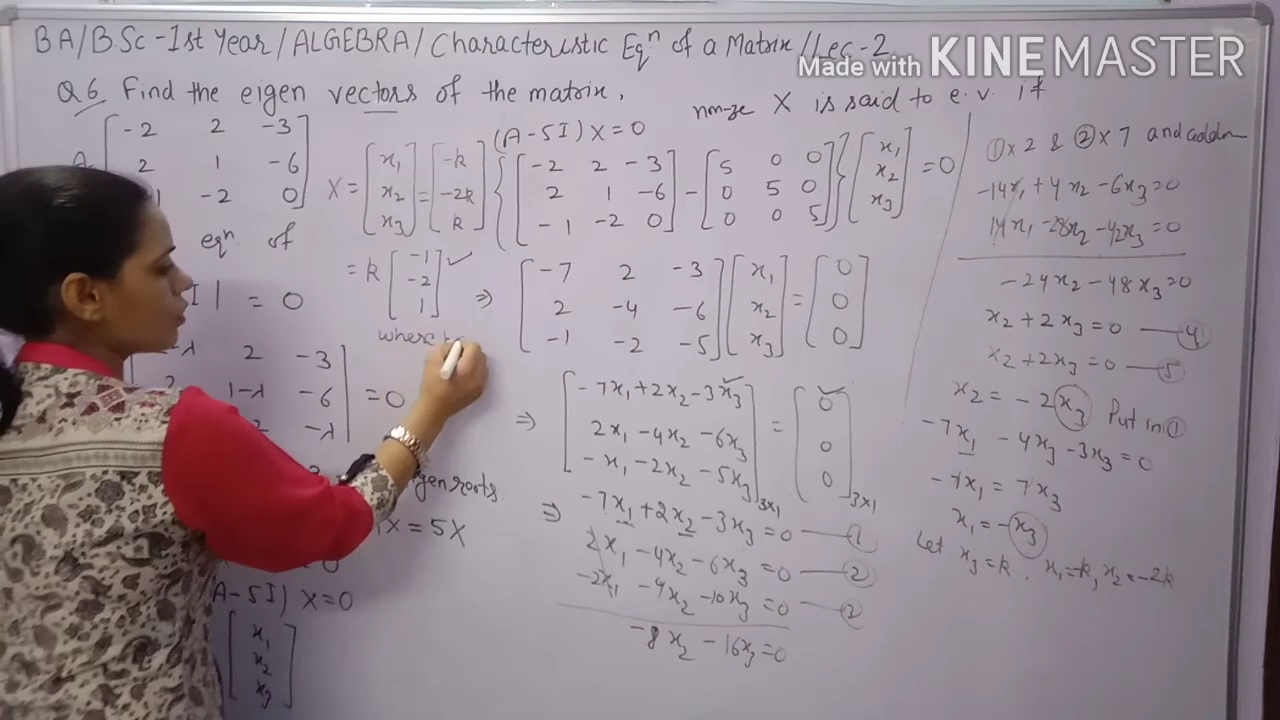 BA/BSc-1st Year/ALGEBRA/Characteristic Eqⁿ of a Matrix//Lec-2
Made with KINEMASTER
Q6 Find the eigen vectors of the matrix,
non-ze X is said to e.v. if
A= [-2 2 -3]
[2 1 -6]
[-1 -2 0]
eqⁿ of
I| = 0
-λ 2 -3
2 1-λ -6 = 0
2 -λ
eigen roots.
X = 5X
A-5I) X=0
[x₁]
[x₂]
[x₃]
X = [x₁] = [-k]
[x₂] [-2k]
[x₃] [k]
= k [-1] ✓
[-2]
[1]
where
(A-5I) X=0
{[-2 2 -3] - [5 0 0]} [x₁] = 0
[2 1 -6] [0 5 0] [x₂]
[-1 -2 0] [0 0 5] [x₃]
⇒ [-7 2 -3] [x₁] = [0]
[2 -4 -6] [x₂] [0]
[-1 -2 -5] [x₃] [0]
⇒ [-7x₁+2x₂-3x₃] = [0]
[2x₁-4x₂-6x₃] [0]
[-x₁-2x₂-5x₃]3x1 [0]3x1
⇒ -7x₁+2x₂-3x₃=0 —①
2x₁-4x₂-6x₃=0 —②
-2x₁-4x₂-10x₃=0 —③
-8x₂-16x₃=0
①x2 & ②x7 and addn
-14x₁+4x₂-6x₃=0
14x₁-28x₂-42x₃=0
-24x₂-48x₃=0
x₂+2x₃=0 —④
x₂+2x₃=0 —⑤
x₂=-2x₃ Put in ①
-7x₁-4x₃-3x₃=0
-7x₁=7x₃
x₁=-x₃
Let x₃=k. x₁=-k, x₂=-2k